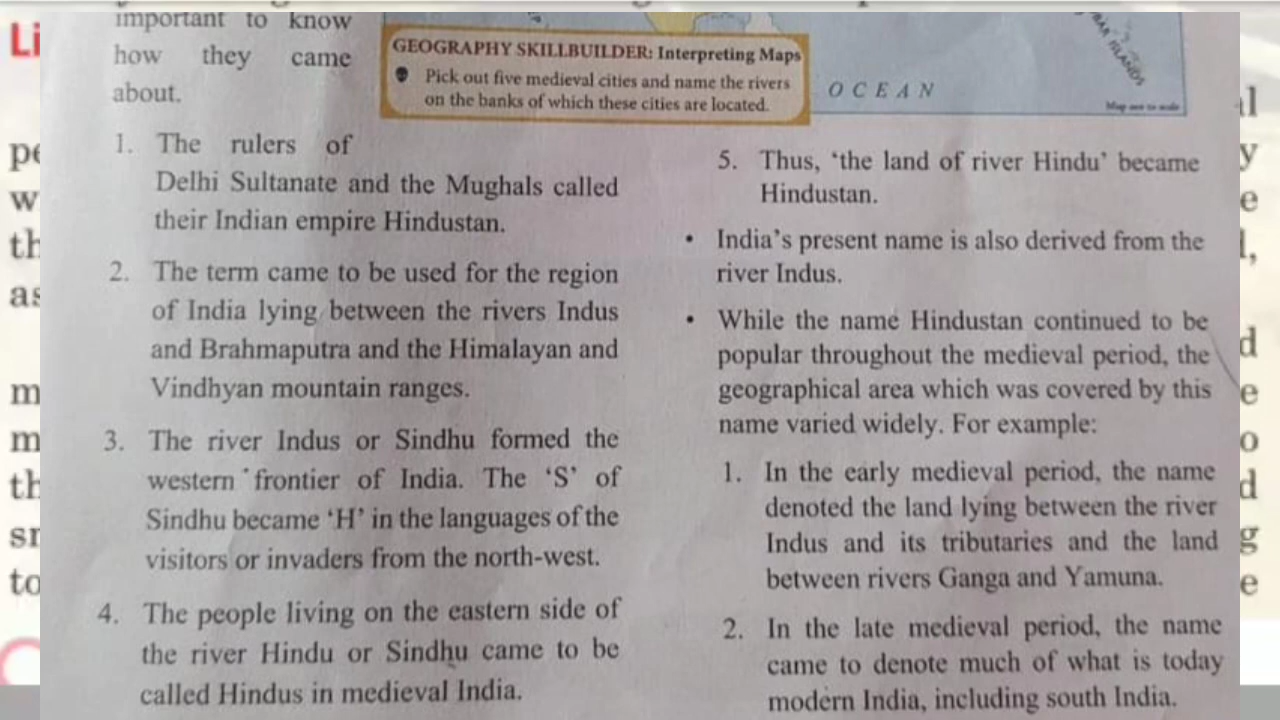 Li
important to know
how they came
about.
GEOGRAPHY SKILLBUILDER: Interpreting Maps
Pick out five medieval cities and name the rivers
on the banks of which these cities are located.
OCEAN
ISLANDS
Map not to scale
1. The rulers of
Delhi Sultanate and the Mughals called
their Indian empire Hindustan.
2. The term came to be used for the region
of India lying between the rivers Indus
and Brahmaputra and the Himalayan and
Vindhyan mountain ranges.
3. The river Indus or Sindhu formed the
western frontier of India. The ‘S’ of
Sindhu became ‘H’ in the languages of the
visitors or invaders from the north-west.
4. The people living on the eastern side of
the river Hindu or Sindhu came to be
called Hindus in medieval India.
5. Thus, ‘the land of river Hindu’ became
Hindustan.
• India’s present name is also derived from the
river Indus.
• While the name Hindustan continued to be
popular throughout the medieval period, the
geographical area which was covered by this
name varied widely. For example:
1. In the early medieval period, the name
denoted the land lying between the river
Indus and its tributaries and the land
between rivers Ganga and Yamuna.
2. In the late medieval period, the name
came to denote much of what is today
modern India, including south India.